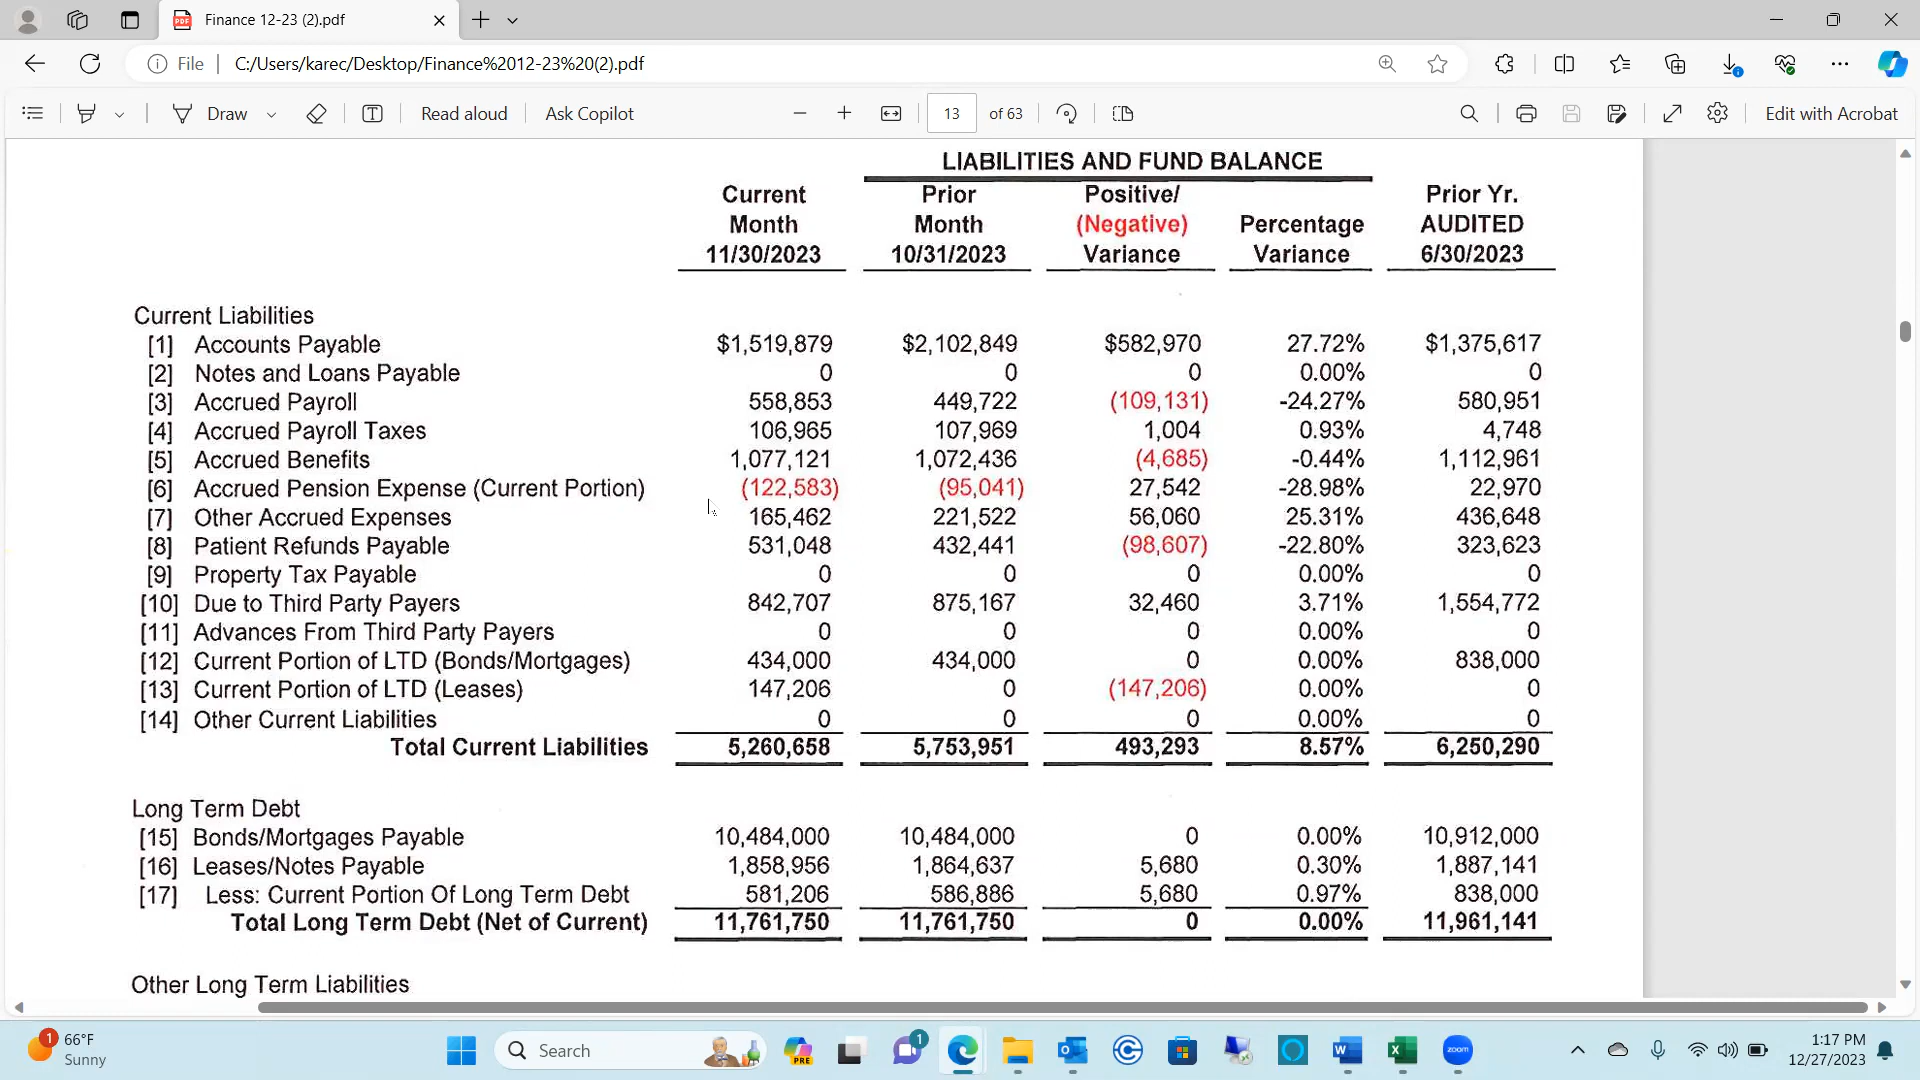 Finance 12-23 (2).pdf
File C:/Users/karec/Desktop/Finance%2012-23%20(2).pdf
Draw Read aloud Ask Copilot 13 of 63 Edit with Acrobat
LIABILITIES AND FUND BALANCE
Current Prior Positive/ Prior Yr.
Month Month (Negative) Percentage AUDITED
11/30/2023 10/31/2023 Variance Variance 6/30/2023
Current Liabilities
[1] Accounts Payable $1,519,879 $2,102,849 $582,970 27.72% $1,375,617
[2] Notes and Loans Payable 0 0 0 0.00% 0
[3] Accrued Payroll 558,853 449,722 (109,131) -24.27% 580,951
[4] Accrued Payroll Taxes 106,965 107,969 1,004 0.93% 4,748
[5] Accrued Benefits 1,077,121 1,072,436 (4,685) -0.44% 1,112,961
[6] Accrued Pension Expense (Current Portion) (122,583) (95,041) 27,542 -28.98% 22,970
[7] Other Accrued Expenses 165,462 221,522 56,060 25.31% 436,648
[8] Patient Refunds Payable 531,048 432,441 (98,607) -22.80% 323,623
[9] Property Tax Payable 0 0 0 0.00% 0
[10] Due to Third Party Payers 842,707 875,167 32,460 3.71% 1,554,772
[11] Advances From Third Party Payers 0 0 0 0.00% 0
[12] Current Portion of LTD (Bonds/Mortgages) 434,000 434,000 0 0.00% 838,000
[13] Current Portion of LTD (Leases) 147,206 0 (147,206) 0.00% 0
[14] Other Current Liabilities 0 0 0 0.00% 0
Total Current Liabilities 5,260,658 5,753,951 493,293 8.57% 6,250,290
Long Term Debt
[15] Bonds/Mortgages Payable 10,484,000 10,484,000 0 0.00% 10,912,000
[16] Leases/Notes Payable 1,858,956 1,864,637 5,680 0.30% 1,887,141
[17] Less: Current Portion Of Long Term Debt 581,206 586,886 5,680 0.97% 838,000
Total Long Term Debt (Net of Current) 11,761,750 11,761,750 0 0.00% 11,961,141
Other Long Term Liabilities
1 66°F Search PRE 1 zoom 1:17 PM
Sunny 12/27/2023